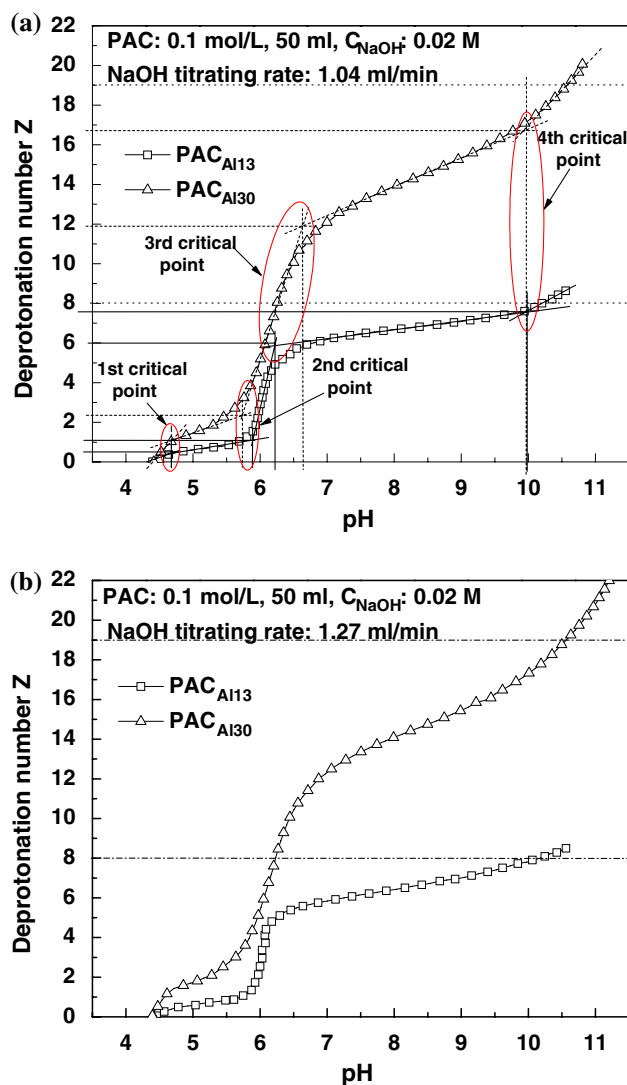 (a)
PAC: 0.1 mol/L, 50 ml, C_NaOH: 0.02 M
NaOH titrating rate: 1.04 ml/min
PAC_Al13
PAC_Al30
4th critical
point
3rd critical
point
1st critical
point
2nd critical
point
Deprotonation number Z
22
20
18
16
14
12
10
8
6
4
2
0
4 5 6 7 8 9 10 11
pH
(b)
PAC: 0.1 mol/L, 50 ml, C_NaOH: 0.02 M
NaOH titrating rate: 1.27 ml/min
PAC_Al13
PAC_Al30
Deprotonation number Z
22
20
18
16
14
12
10
8
6
4
2
0
4 5 6 7 8 9 10 11
pH